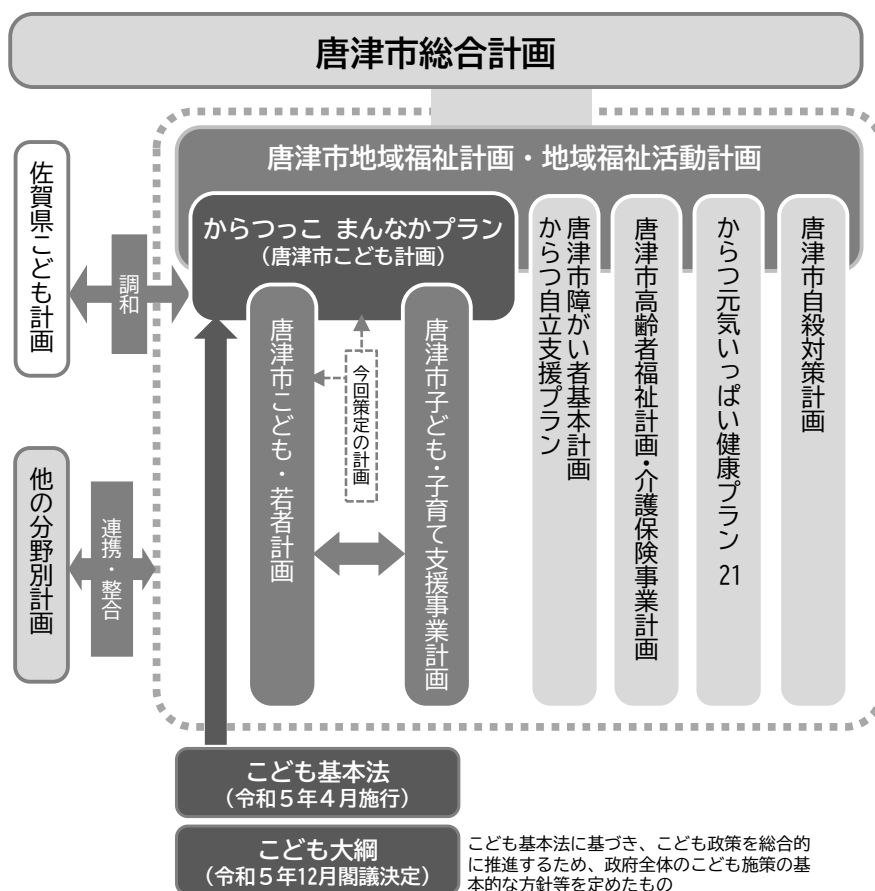 唐津市総合計画
唐津市地域福祉計画・地域福祉活動計画
佐賀県こども計画
調和
からつっこ まんなかプラン
（唐津市こども計画）
唐津市こども・若者計画
今回策定の計画
唐津市子ども・子育て支援事業計画
唐津市障がい者基本計画
からつ自立支援プラン
唐津市高齢者福祉計画・介護保険事業計画
からつ元気いっぱい健康プラン 21
唐津市自殺対策計画
他の分野別計画
連携・整合
こども基本法
（令和５年４月施行）
こども大綱
（令和５年12月閣議決定）
こども基本法に基づき、こども政策を総合的
に推進するため、政府全体のこども施策の基
本的な方針等を定めたもの